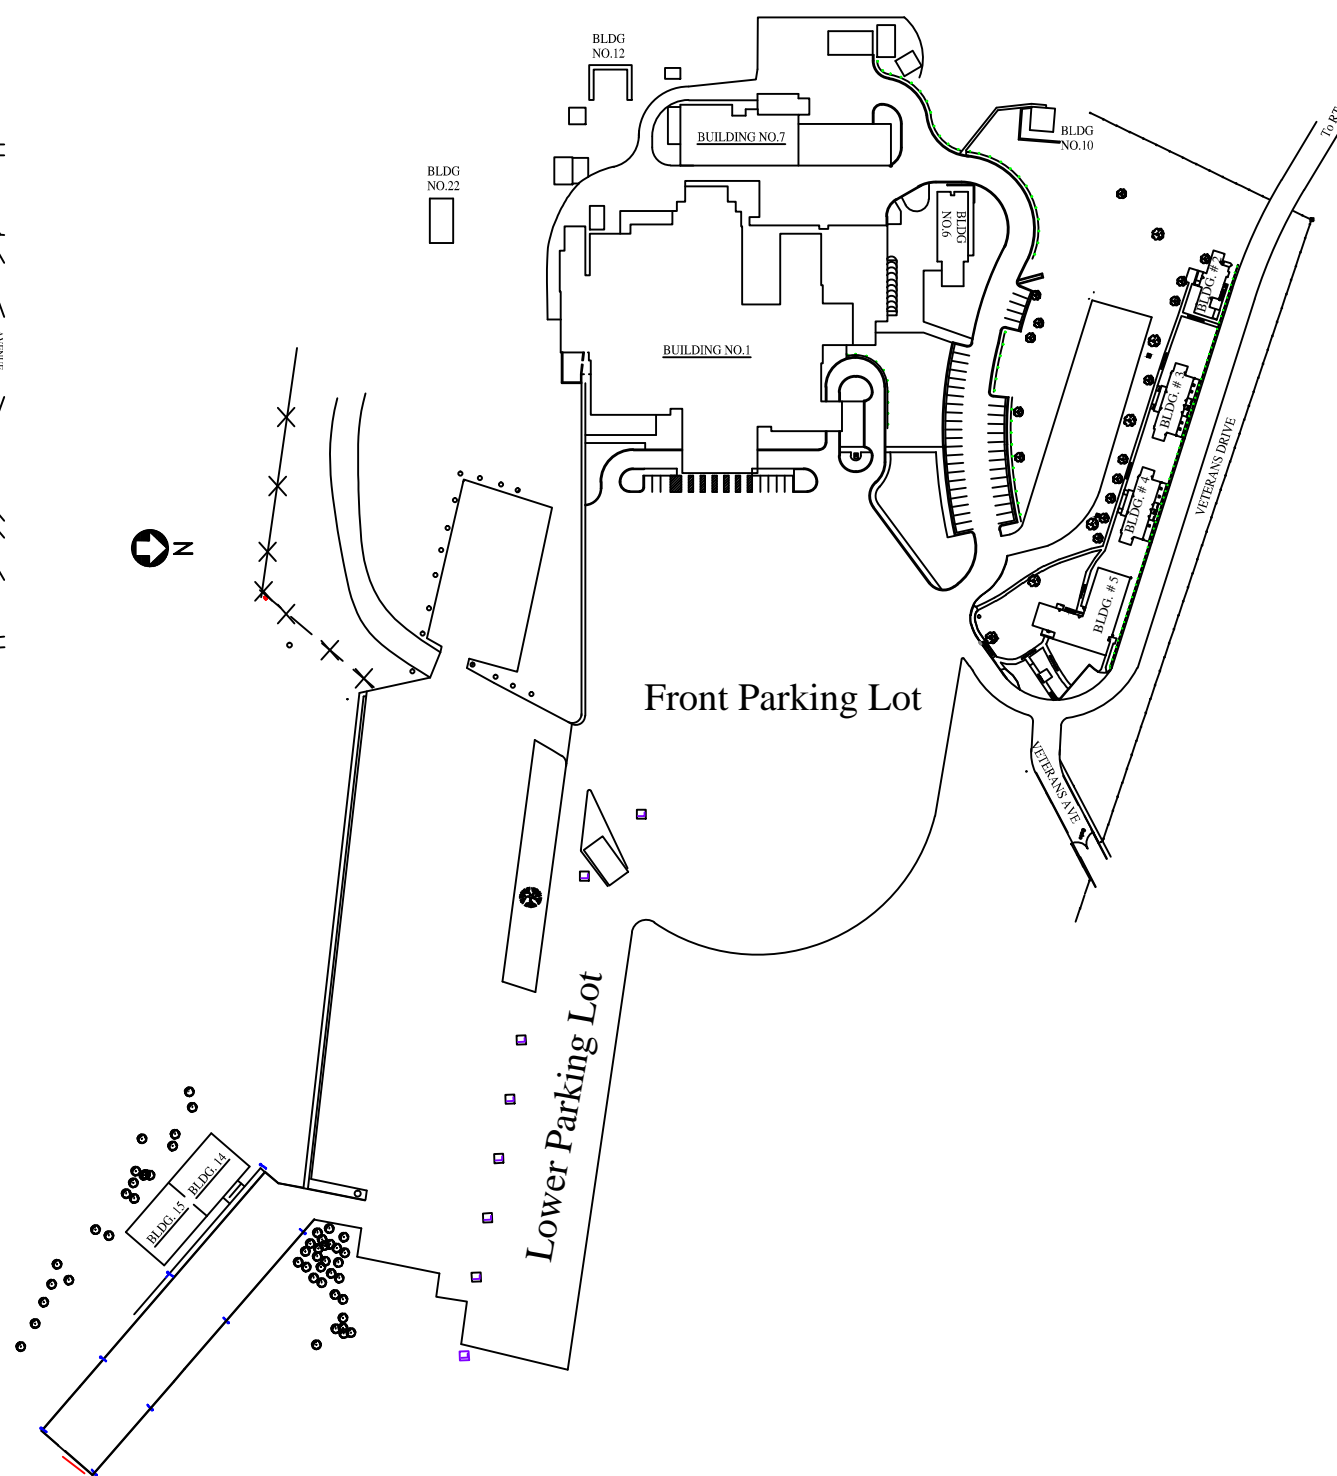 BLDG
NO.12
BUILDING NO.7
BLDG
NO.10
To RT
BLDG
NO.22
BLDG
NO.6
BLDG. # 2
BUILDING NO.1
BLDG. # 3
VETERANS DRIVE
BLDG. # 4
N
BLDG. # 5
Front Parking Lot
VETERANS AVE
Lower Parking Lot
BLDG. 14
BLDG. 15